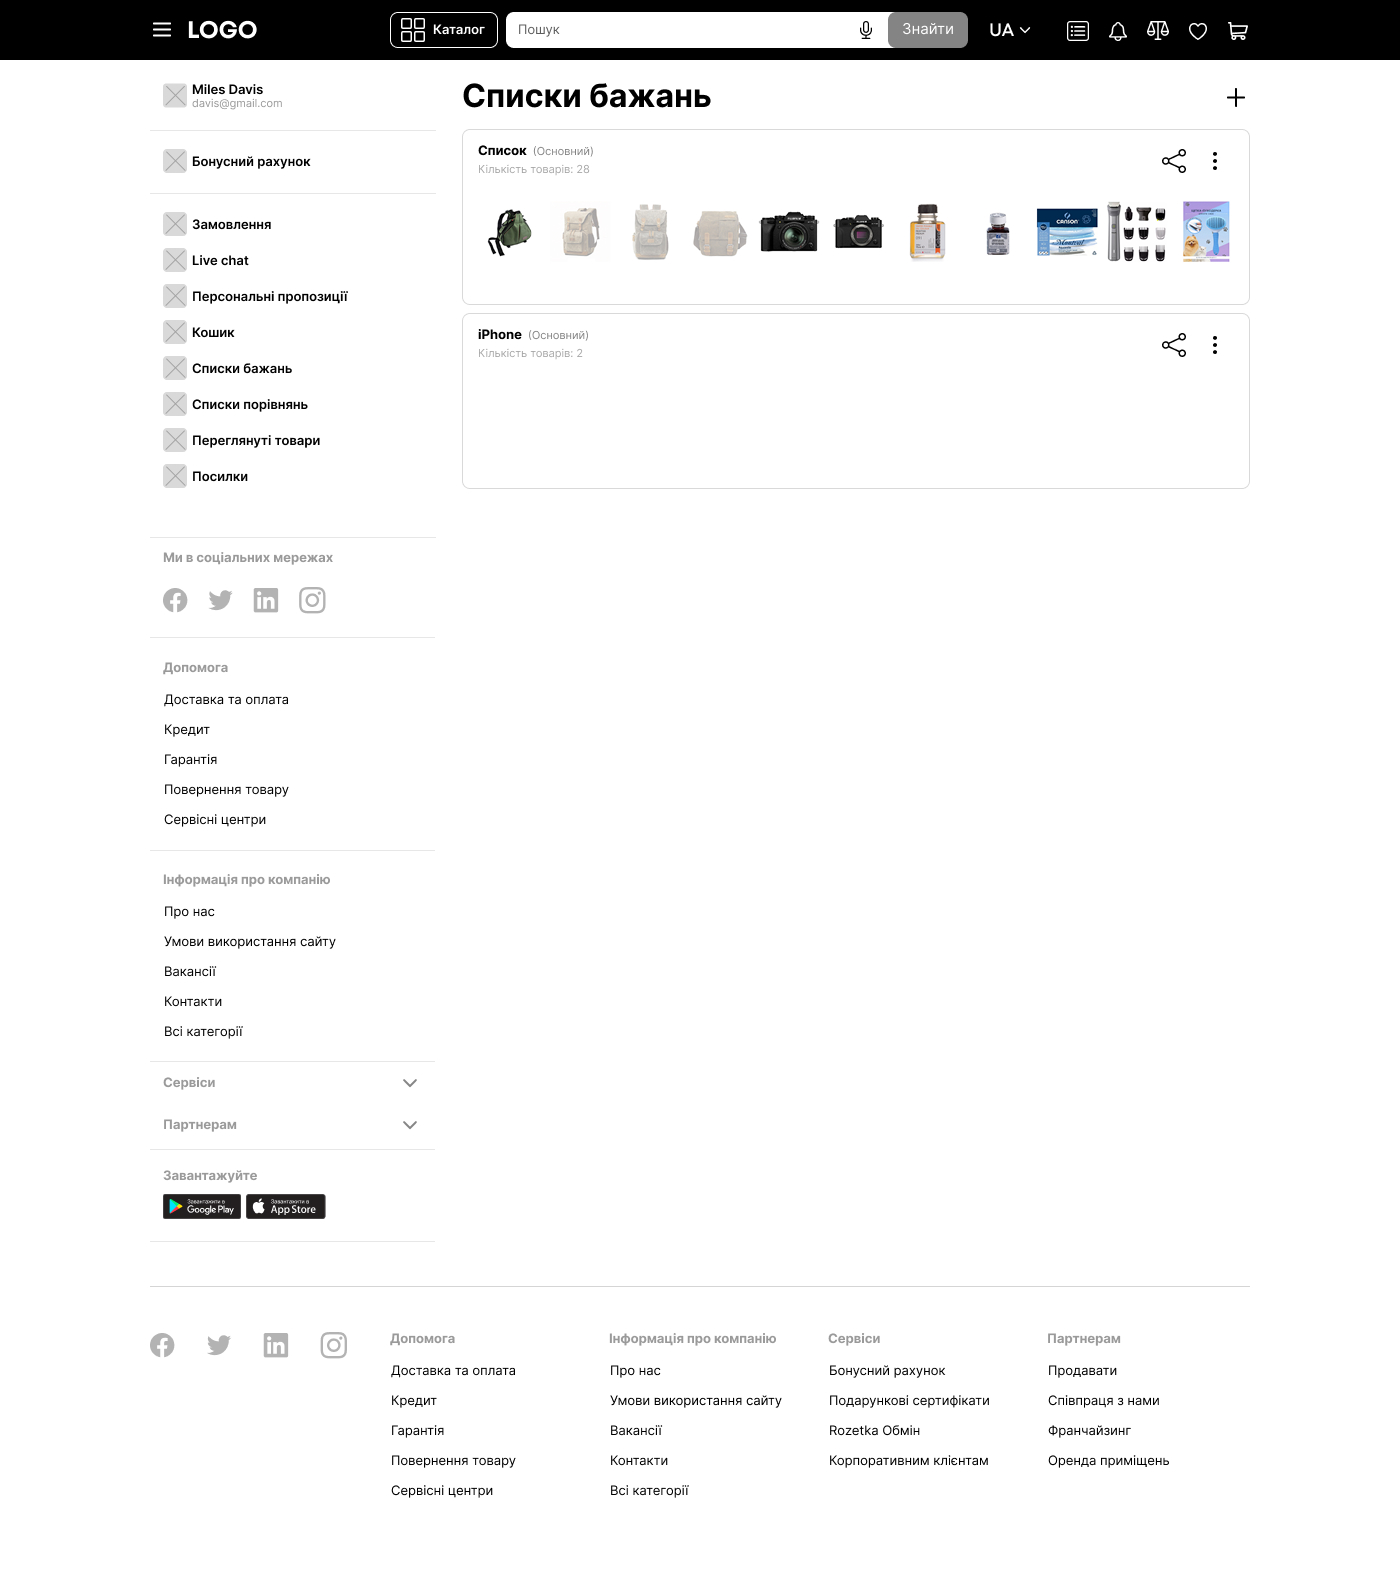 LOGO
Каталог
Пошук
Знайти
UA
Miles Davis
davis@gmail.com
Бонусний рахунок
Замовлення
Live chat
Персональні пропозиції
Кошик
Списки бажань
Списки порівнянь
Переглянуті товари
Посилки
Ми в соціальних мережах
Допомога
Доставка та оплата
Кредит
Гарантія
Повернення товару
Сервісні центри
Інформація про компанію
Про нас
Умови використання сайту
Вакансії
Контакти
Всі категорії
Сервіси
Партнерам
Завантажуйте
Завантажити в
Google Play
Завантажити в
App Store
Списки бажань
Список (Основний)
Кількість товарів: 28
CANSON
Montval
iPhone (Основний)
Кількість товарів: 2
Допомога
Доставка та оплата
Кредит
Гарантія
Повернення товару
Сервісні центри
Інформація про компанію
Про нас
Умови використання сайту
Вакансії
Контакти
Всі категорії
Сервіси
Бонусний рахунок
Подарункові сертифікати
Rozetka Обмін
Корпоративним клієнтам
Партнерам
Продавати
Співпраця з нами
Франчайзинг
Оренда приміщень